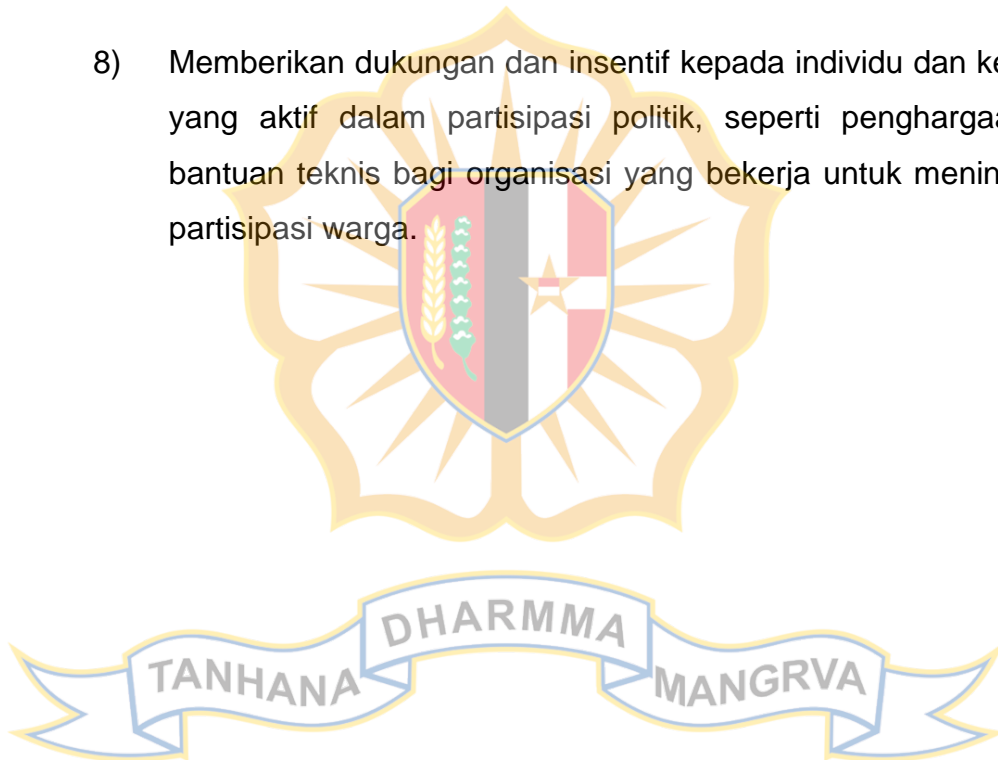 8) Memberikan dukungan dan insentif kepada individu dan ke
yang aktif dalam partisipasi politik, seperti penghargaa
bantuan teknis bagi organisasi yang bekerja untuk menin
partisipasi warga.
TANHANA DHARMMA MANGRVA